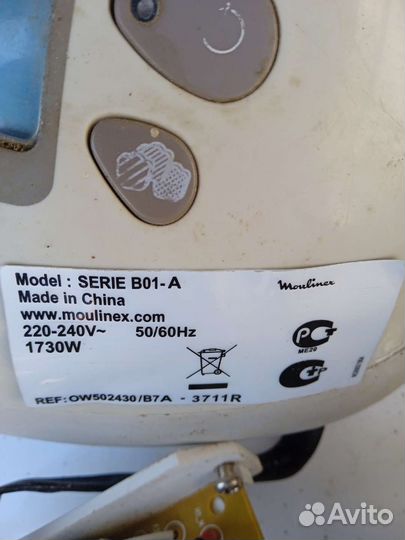 Model : SERIE B01-A
Moulinex
Made in China
www.moulinex.com
220-240V~ 50/60Hz
1730W
ME20
REF: OW502430/B7A - 3711R
Avito